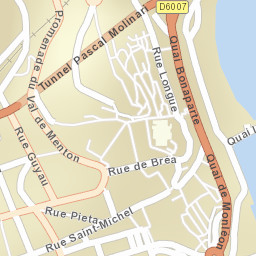 D6007
Tunnel Pascal Molinari
Promenade du Val de Menton
Rue Longue
Quai Bonaparte
Rue Guyau
Rue de Brea
Quai de Monléon
Rue Pieta
Rue Saint-Michel